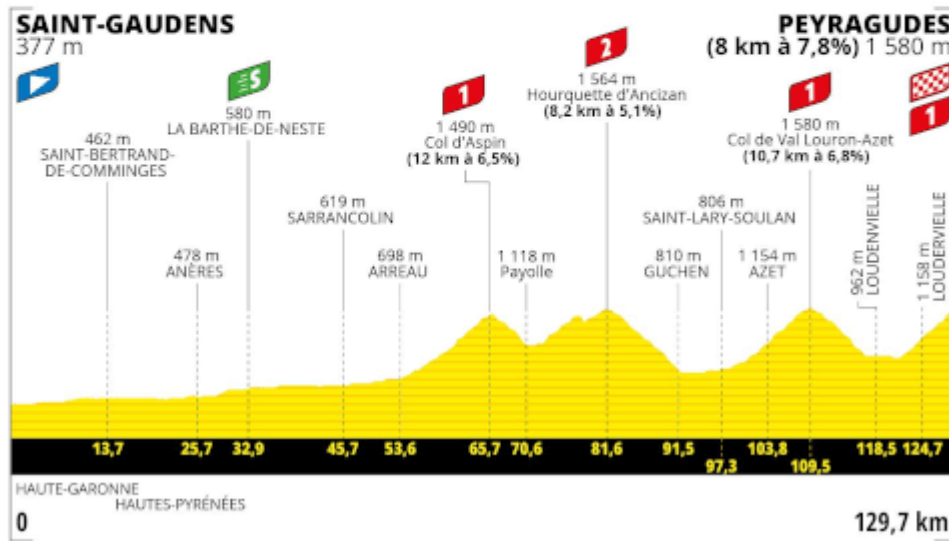 SAINT-GAUDENS
377 m
PEYRAGUDES
(8 km à 7,8%) 1 580 m
S
1
2
1
1
462 m
SAINT-BERTRAND-
DE-COMMINGES
478 m
ANÈRES
580 m
LA BARTHE-DE-NESTE
619 m
SARRANCOLIN
698 m
ARREAU
1 490 m
Col d'Aspin
(12 km à 6,5%)
1 118 m
Payolle
1 564 m
Hourquette d'Ancizan
(8,2 km à 5,1%)
810 m
GUCHEN
806 m
SAINT-LARY-SOULAN
1 154 m
AZET
1 580 m
Col de Val Louron-Azet
(10,7 km à 6,8%)
962 m
LOUDENVIELLE
1 158 m
LOUDERVIELLE
13,7
25,7
32,9
45,7
53,6
65,7
70,6
81,6
91,5
97,3
103,8
109,5
118,5
124,7
HAUTE-GARONNE
HAUTES-PYRÉNÉES
0
129,7 km